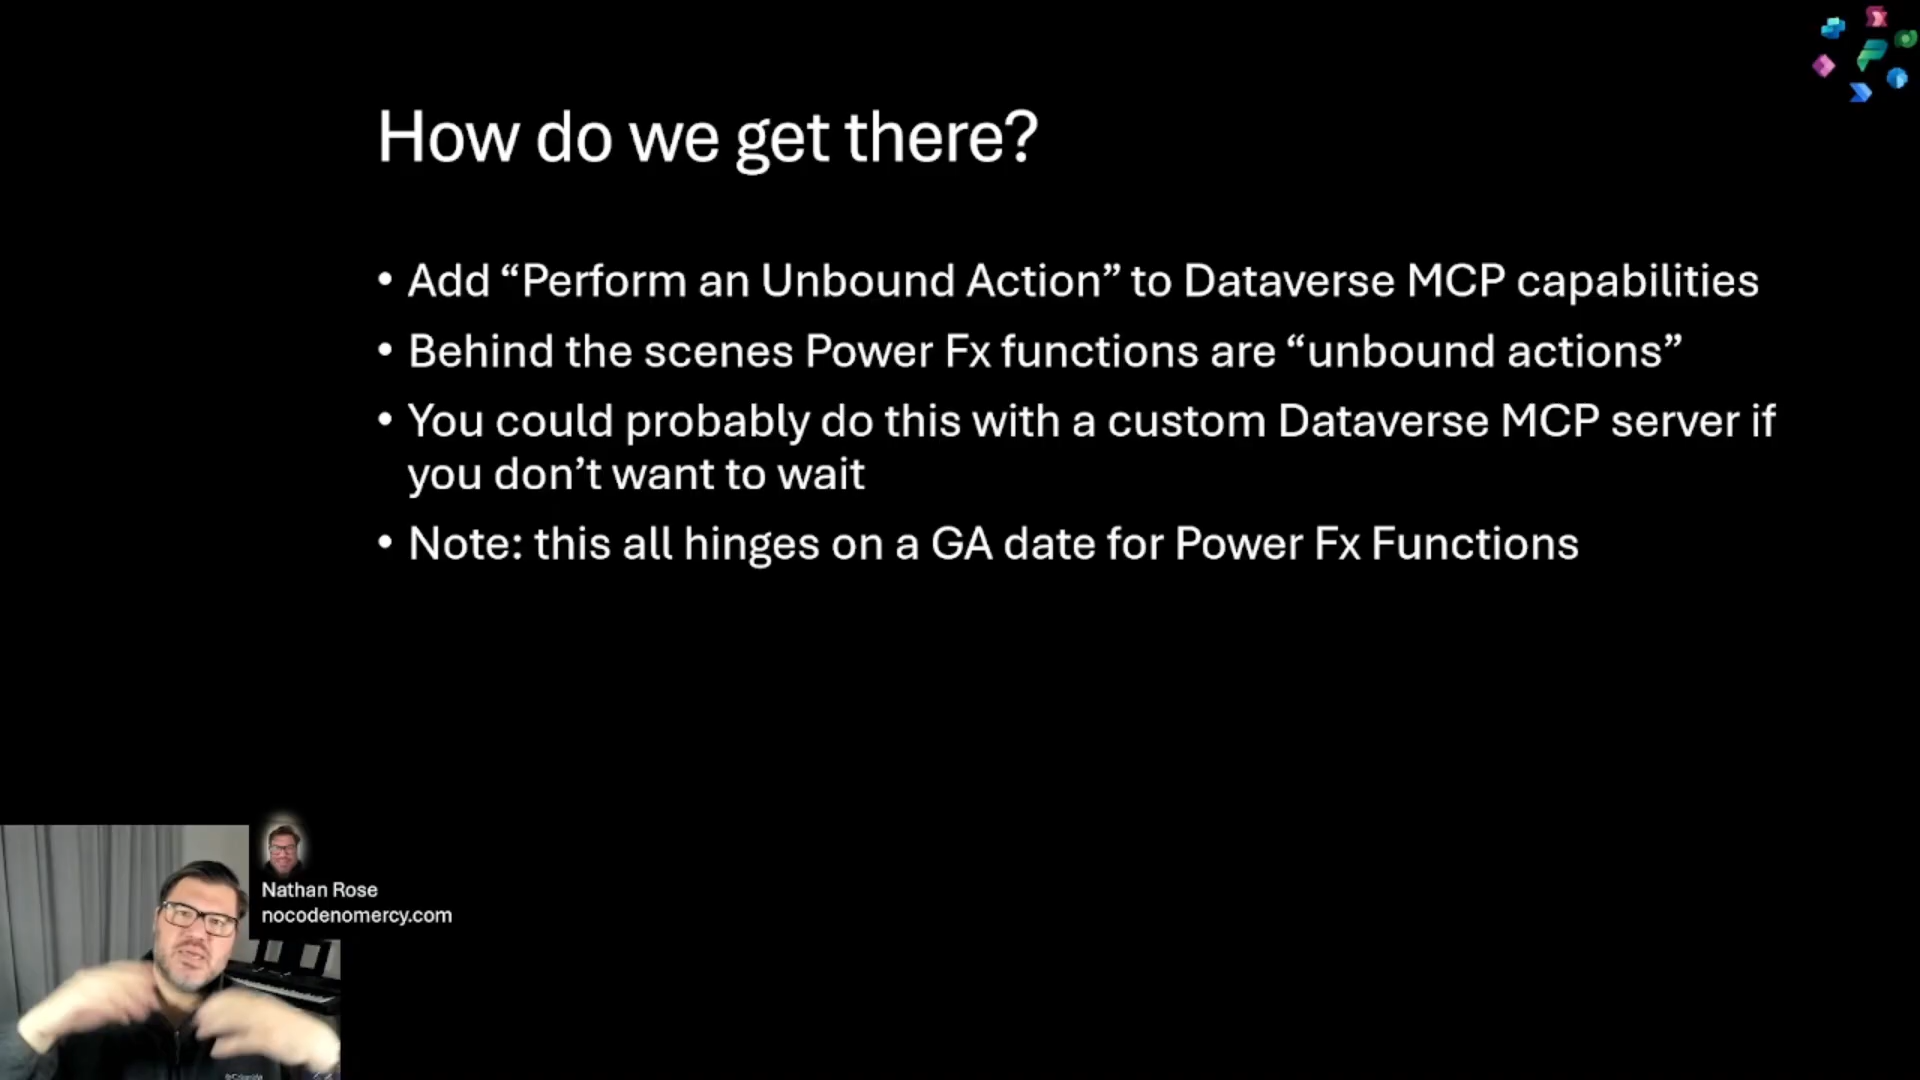 How do we get there?
• Add “Perform an Unbound Action” to Dataverse MCP capabilities
• Behind the scenes Power Fx functions are “unbound actions”
• You could probably do this with a custom Dataverse MCP server if
you don’t want to wait
• Note: this all hinges on a GA date for Power Fx Functions
Nathan Rose
nocodenomercy.com